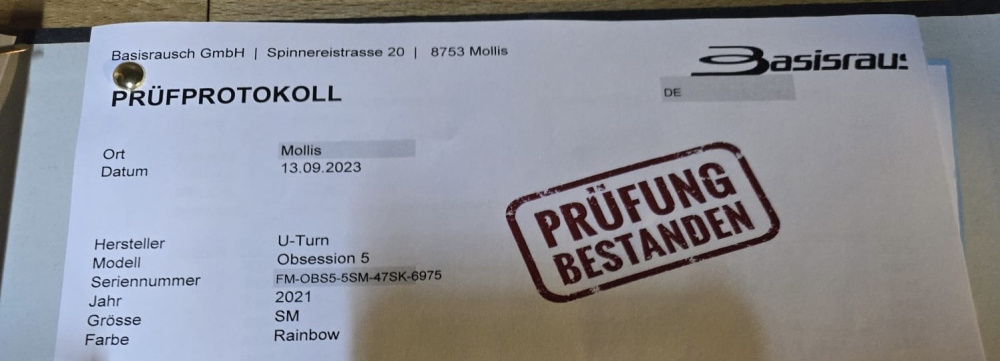 Basisrausch GmbH | Spinnereistrasse 20 | 8753 Mollis
Basisraus
PRÜFPROTOKOLL
DE
Ort Mollis
Datum 13.09.2023
PRÜFUNG
BESTANDEN
Hersteller U-Turn
Modell Obsession 5
Seriennummer FM-OBS5-5SM-47SK-6975
Jahr 2021
Grösse SM
Farbe Rainbow